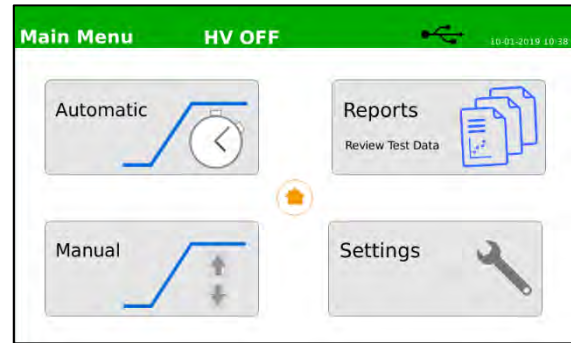 Main Menu HV OFF 10-01-2019 10:38
Automatic
Reports
Review Test Data
Manual
Settings